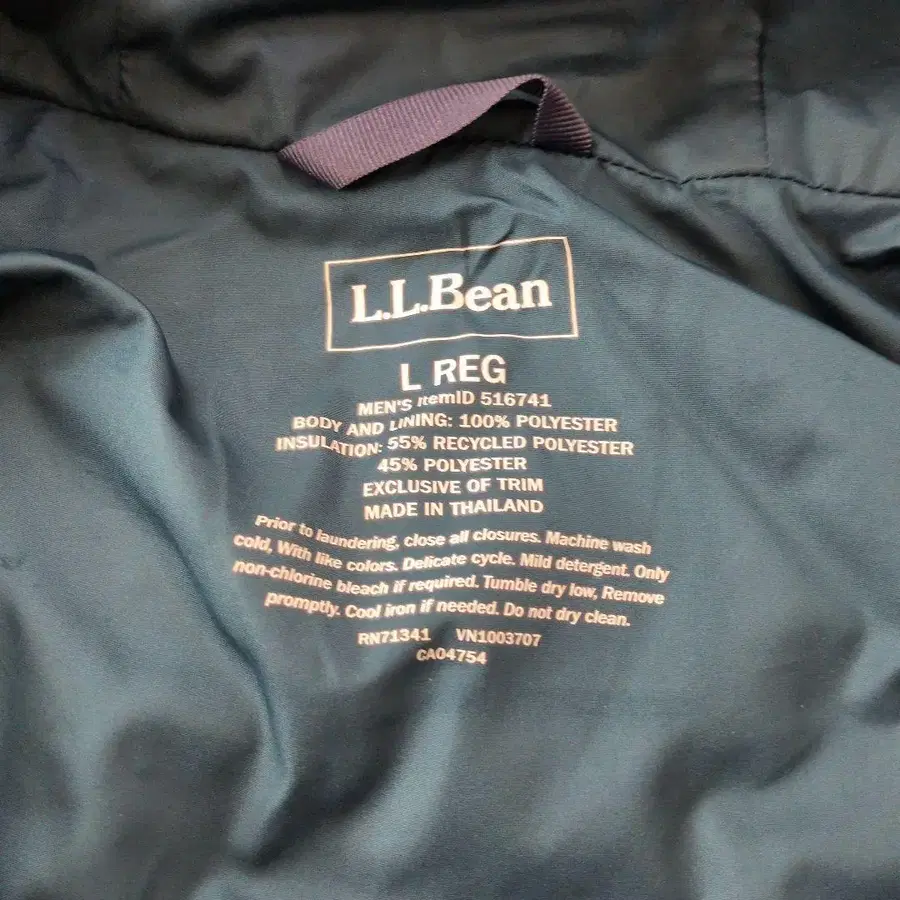 L.L.Bean
L REG
MEN'S ItemID 516741
BODY AND LINING: 100% POLYESTER
INSULATION: 55% RECYCLED POLYESTER
45% POLYESTER
EXCLUSIVE OF TRIM
MADE IN THAILAND
Prior to laundering, close all closures. Machine wash
cold, With like colors. Delicate cycle. Mild detergent. Only
non-chlorine bleach if required. Tumble dry low, Remove
promptly. Cool iron if needed. Do not dry clean.
RN71341 VN1003707
CA04754